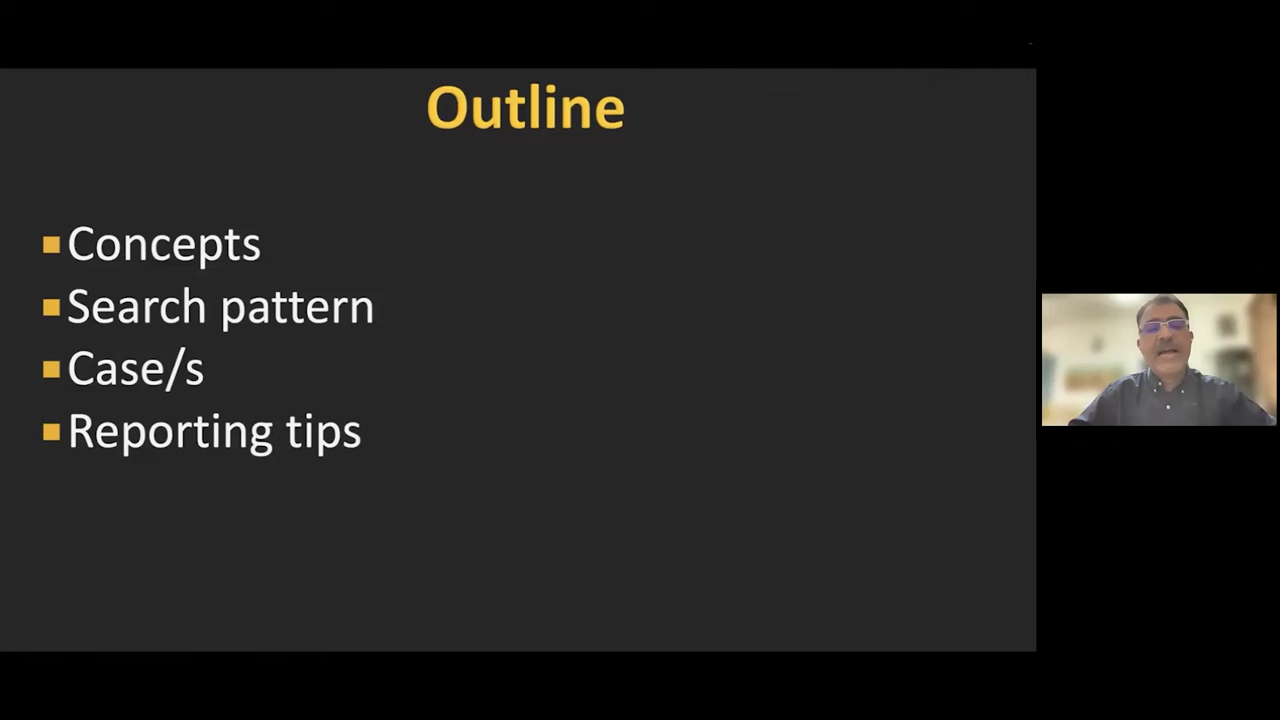 Outline
Concepts
Search pattern
Case/s
Reporting tips